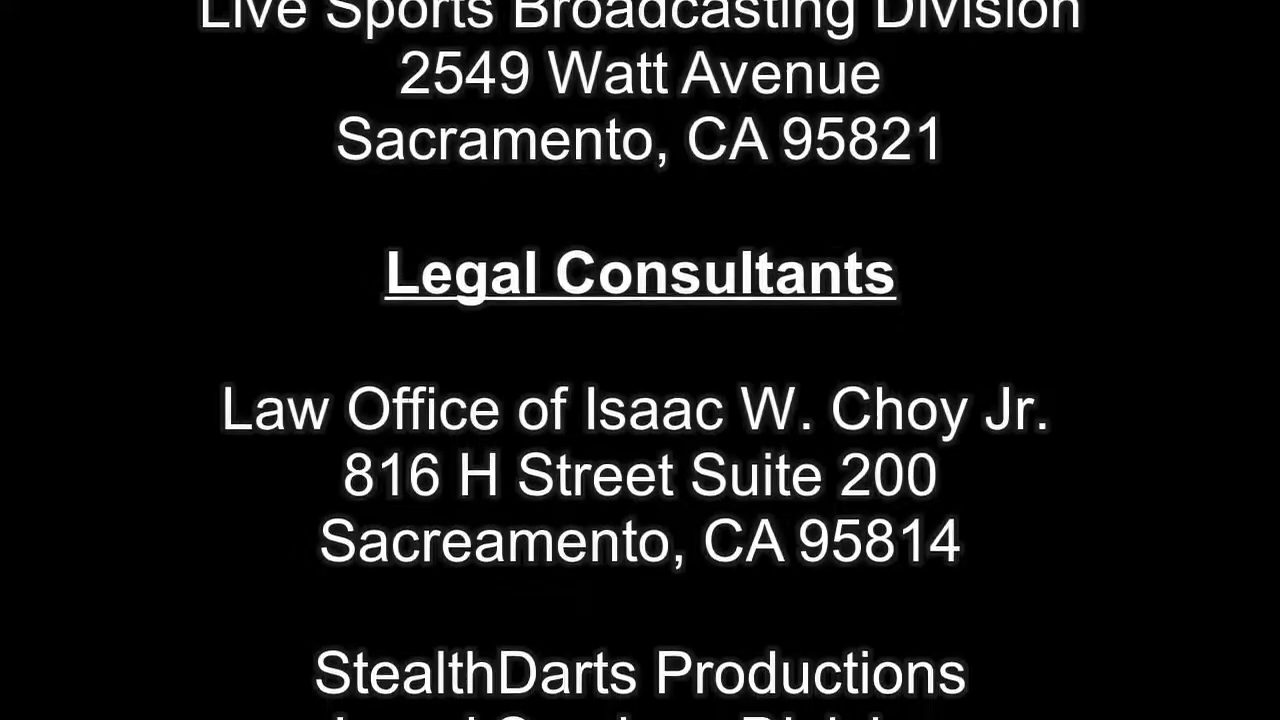 Live Sports Broadcasting Division
2549 Watt Avenue
Sacramento, CA 95821
Legal Consultants
Law Office of Isaac W. Choy Jr.
816 H Street Suite 200
Sacreamento, CA 95814
StealthDarts Productions